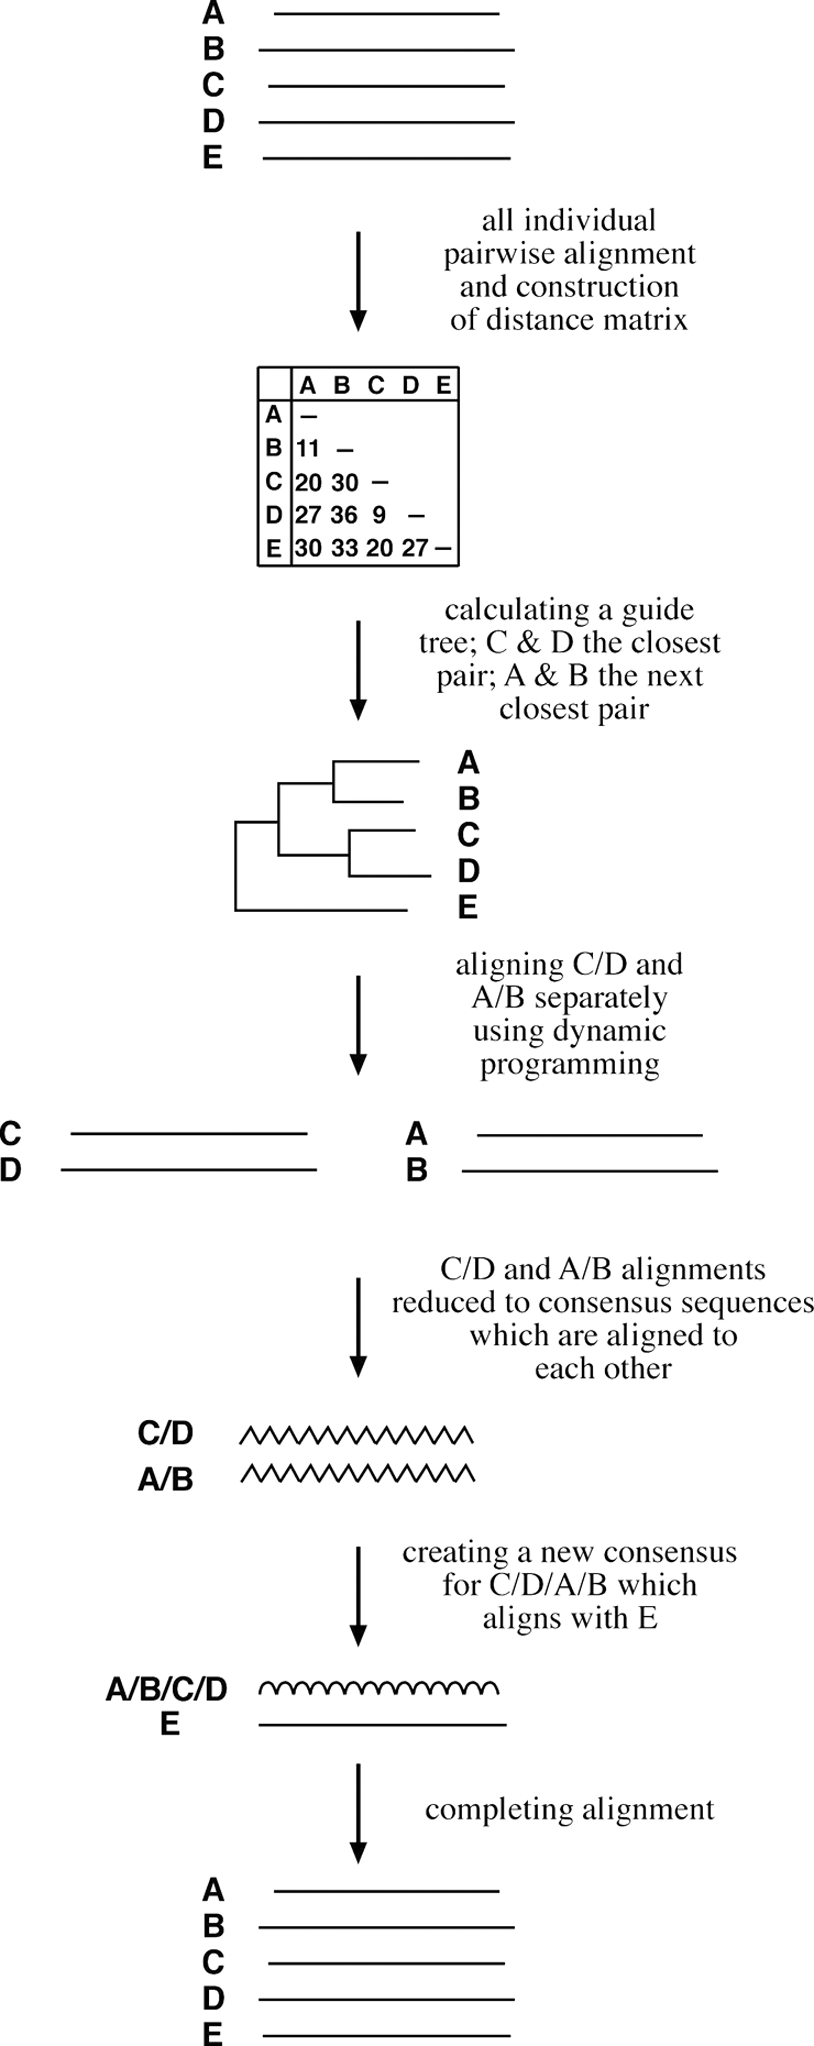 A
B
C
D
E
all individual
pairwise alignment
and construction
of distance matrix
A B C D E
A –
B 11 –
C 20 30 –
D 27 36 9 –
E 30 33 20 27 –
calculating a guide
tree; C & D the closest
pair; A & B the next
closest pair
A
B
C
D
E
aligning C/D and
A/B separately
using dynamic
programming
C
D
A
B
C/D and A/B alignments
reduced to consensus sequences
which are aligned to
each other
C/D
A/B
creating a new consensus
for C/D/A/B which
aligns with E
A/B/C/D
E
completing alignment
A
B
C
D
E